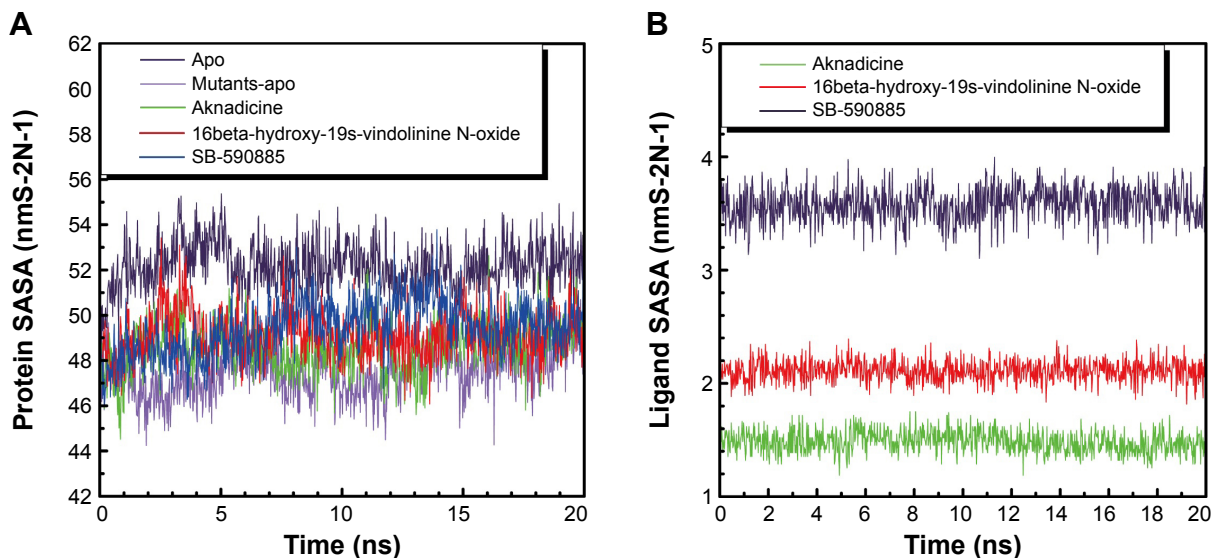 A
Protein SASA (nmS-2N-1)
62
60
58
56
54
52
50
48
46
44
42
Apo
Mutants-apo
Aknadicine
16beta-hydroxy-19s-vindolinine N-oxide
SB-590885
0 5 10 15 20
Time (ns)
B
Ligand SASA (nmS-2N-1)
5
4
3
2
1
Aknadicine
16beta-hydroxy-19s-vindolinine N-oxide
SB-590885
0 2 4 6 8 10 12 14 16 18 20
Time (ns)